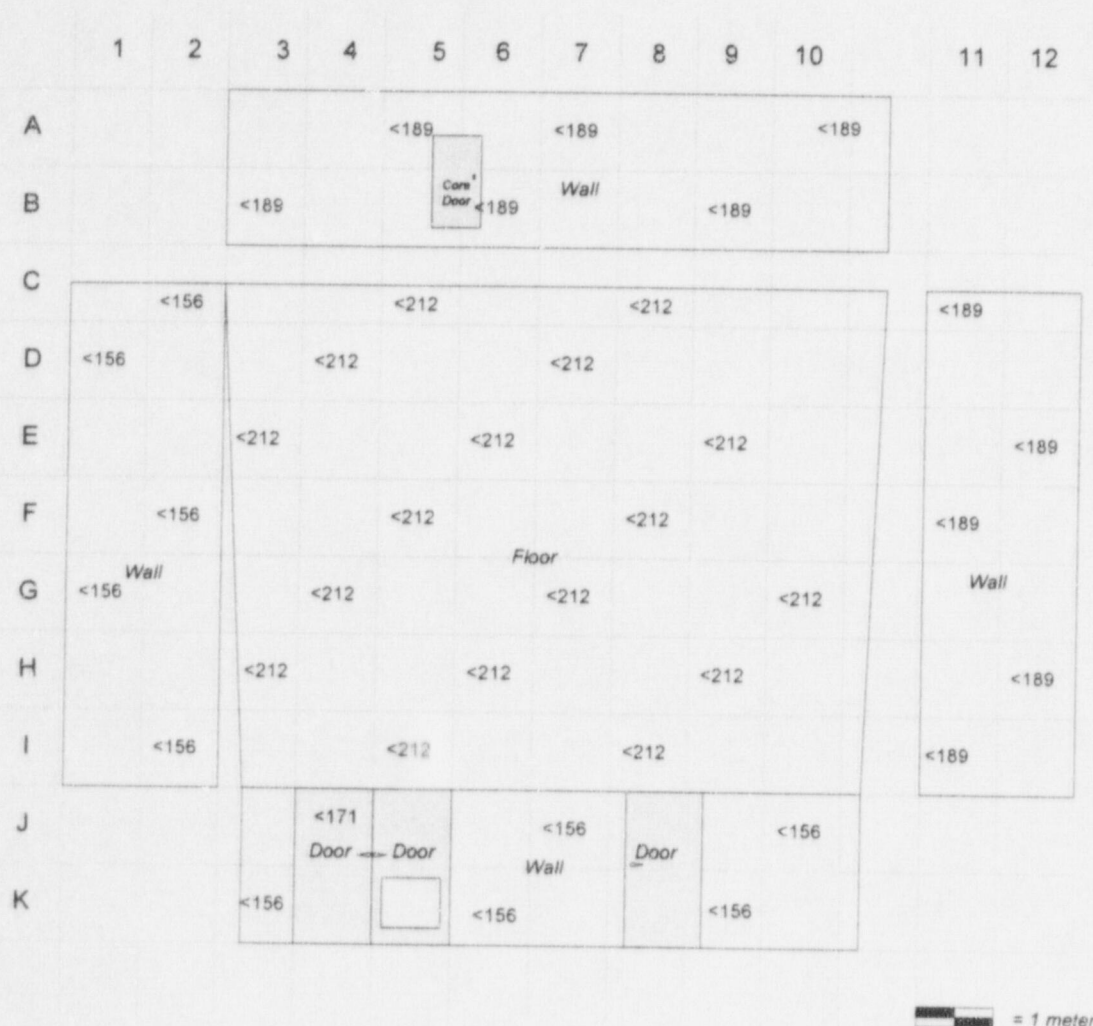 1 2 3 4 5 6 7 8 9 10 11 12
A <189 <189 <189
Core Door
Wall
B <189 <189 <189
C <156 <212 <212 <189
D <156 <212 <212
E <212 <212 <212 <189
F <156 <212 <212 <189
Floor
Wall Wall
G <156 <212 <212 <212
H <212 <212 <212 <189
I <156 <212 <212 <189
J <171 <156 <156
Door Door Wall Door
K <156 <156 <156
= 1 meter